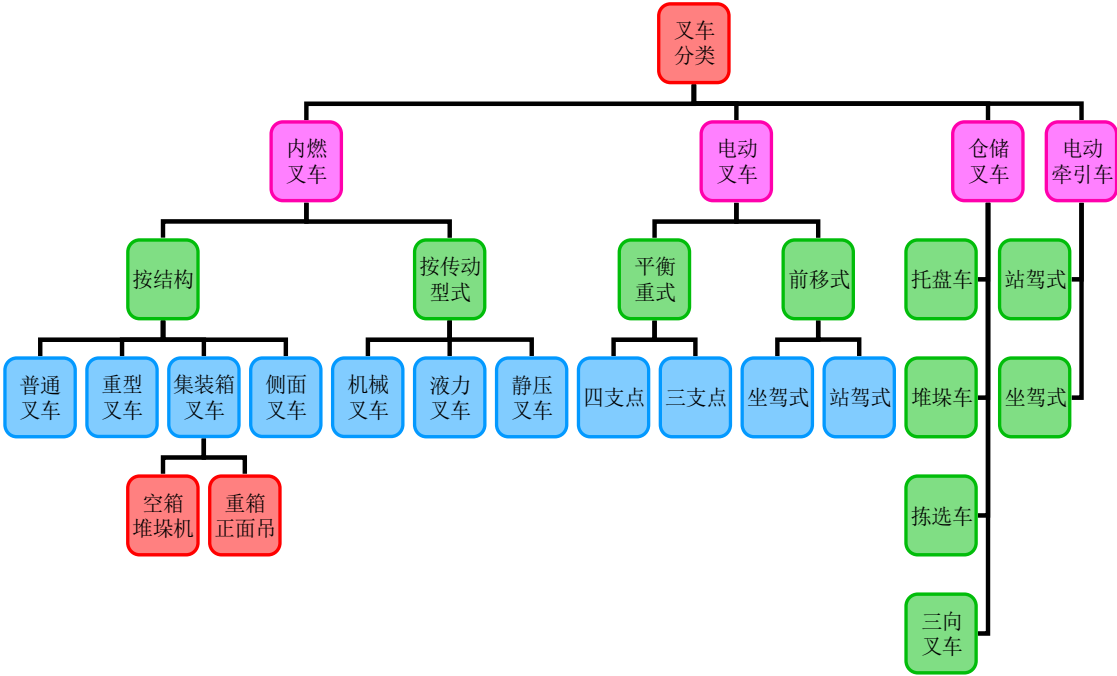 叉车
分类
内燃
叉车
电动
叉车
仓储
叉车
电动
牵引车
按结构
按传动
型式
平衡
重式
前移式
托盘车
站驾式
普通
叉车
重型
叉车
集装箱
叉车
侧面
叉车
机械
叉车
液力
叉车
静压
叉车
四支点
三支点
坐驾式
站驾式
堆垛车
坐驾式
空箱
堆垛机
重箱
正面吊
拣选车
三向
叉车